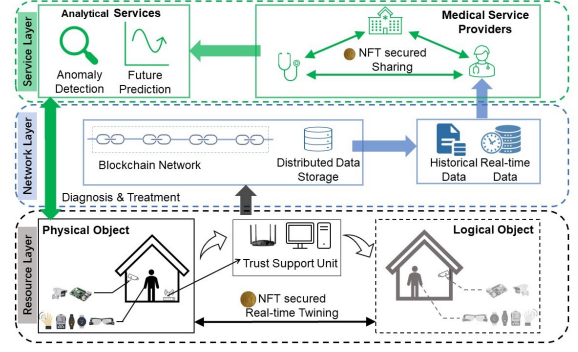 Service Layer
Analytical Services
Anomaly
Detection
Future
Prediction
Medical Service
Providers
NFT secured
Sharing
Network Layer
Blockchain Network
Distributed Data
Storage
Historical
Data
Real-time
Data
Diagnosis & Treatment
Resource Layer
Physical Object
Trust Support Unit
Logical Object
NFT secured
Real-time Twining